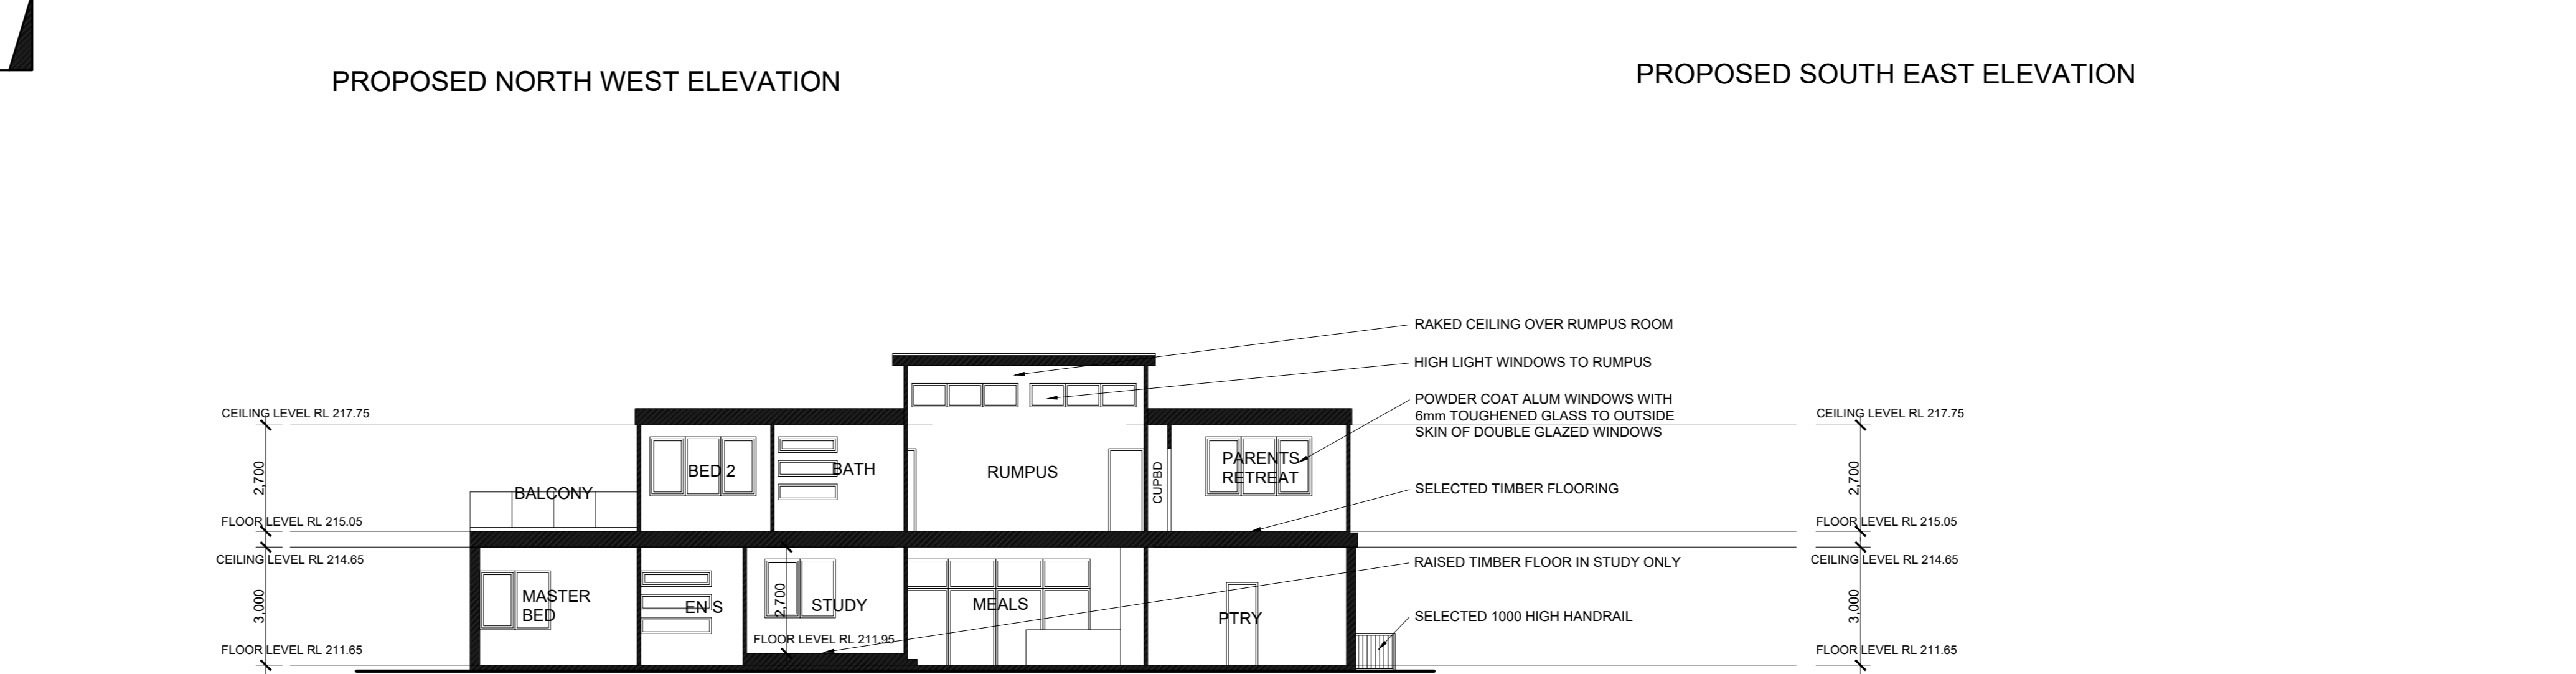 PROPOSED NORTH WEST ELEVATION
PROPOSED SOUTH EAST ELEVATION
RAKED CEILING OVER RUMPUS ROOM
HIGH LIGHT WINDOWS TO RUMPUS
POWDER COAT ALUM WINDOWS WITH
6mm TOUGHENED GLASS TO OUTSIDE
SKIN OF DOUBLE GLAZED WINDOWS
SELECTED TIMBER FLOORING
RAISED TIMBER FLOOR IN STUDY ONLY
SELECTED 1000 HIGH HANDRAIL
CEILING LEVEL RL 217.75
2,700
FLOOR LEVEL RL 215.05
CEILING LEVEL RL 214.65
3,000
FLOOR LEVEL RL 211.65
BALCONY
BED 2
BATH
RUMPUS
CUPBD
PARENTS
RETREAT
MASTER
BED
EN S
2,700
STUDY
FLOOR LEVEL RL 211.95
MEALS
PTRY
CEILING LEVEL RL 217.75
2,700
FLOOR LEVEL RL 215.05
CEILING LEVEL RL 214.65
3,000
FLOOR LEVEL RL 211.65